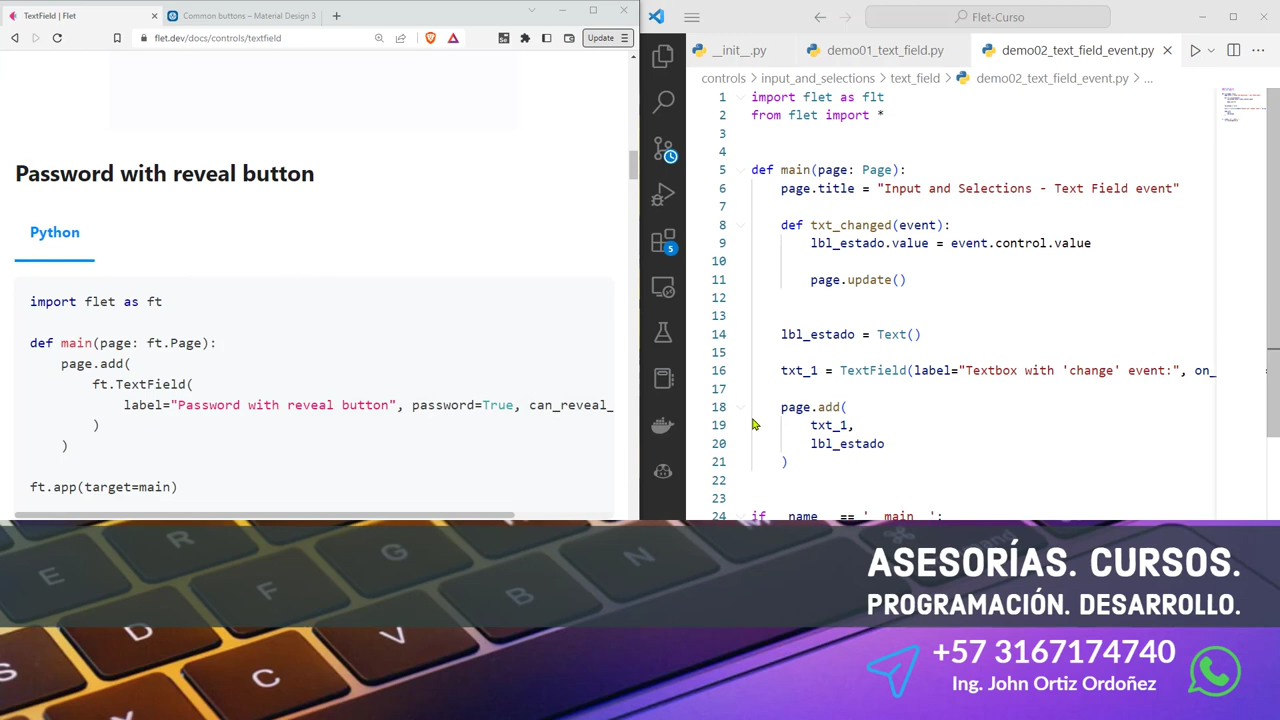 TextField | Flet
Common buttons – Material Design 3
flet.dev/docs/controls/textfield
Update
Password with reveal button
Python
import flet as ft
def main(page: ft.Page):
page.add(
ft.TextField(
label="Password with reveal button", password=True, can_reveal_
)
)
ft.app(target=main)
Flet-Curso
__init__.py
demo01_text_field.py
demo02_text_field_event.py
controls > input_and_selections > text_field > demo02_text_field_event.py > ...
1 import flet as flt
2 from flet import *
3
4
5 def main(page: Page):
6 page.title = "Input and Selections - Text Field event"
7
8 def txt_changed(event):
9 lbl_estado.value = event.control.value
10
11 page.update()
12
13
14 lbl_estado = Text()
15
16 txt_1 = TextField(label="Textbox with 'change' event:", on_
17
18 page.add(
19 txt_1,
20 lbl_estado
21 )
22
23
24 if __name__ == '__main__':
5
ASESORÍAS. CURSOS.
PROGRAMACIÓN. DESARROLLO.
+57 3167174740
Ing. John Ortiz Ordoñez
E
R
F
G
D
V
C
N
B